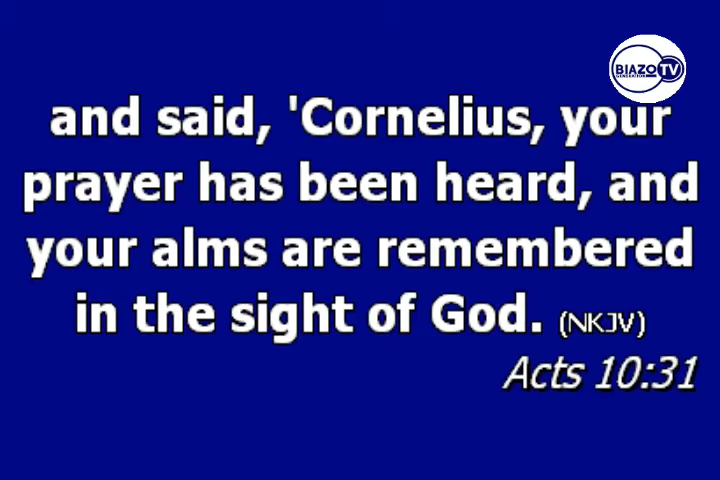 BIAZO TV
GENERATION
and said, 'Cornelius, your
prayer has been heard, and
your alms are remembered
in the sight of God. (NKJV)
Acts 10:31